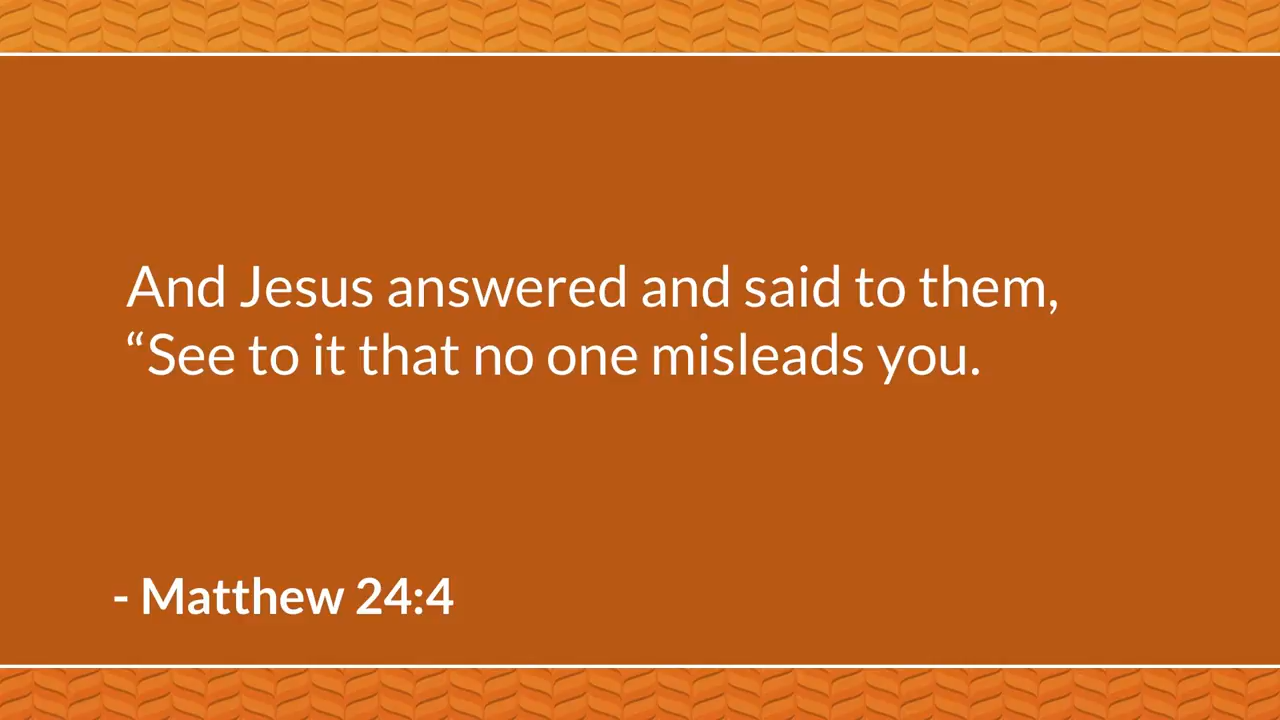 And Jesus answered and said to them,
“See to it that no one misleads you.
- Matthew 24:4